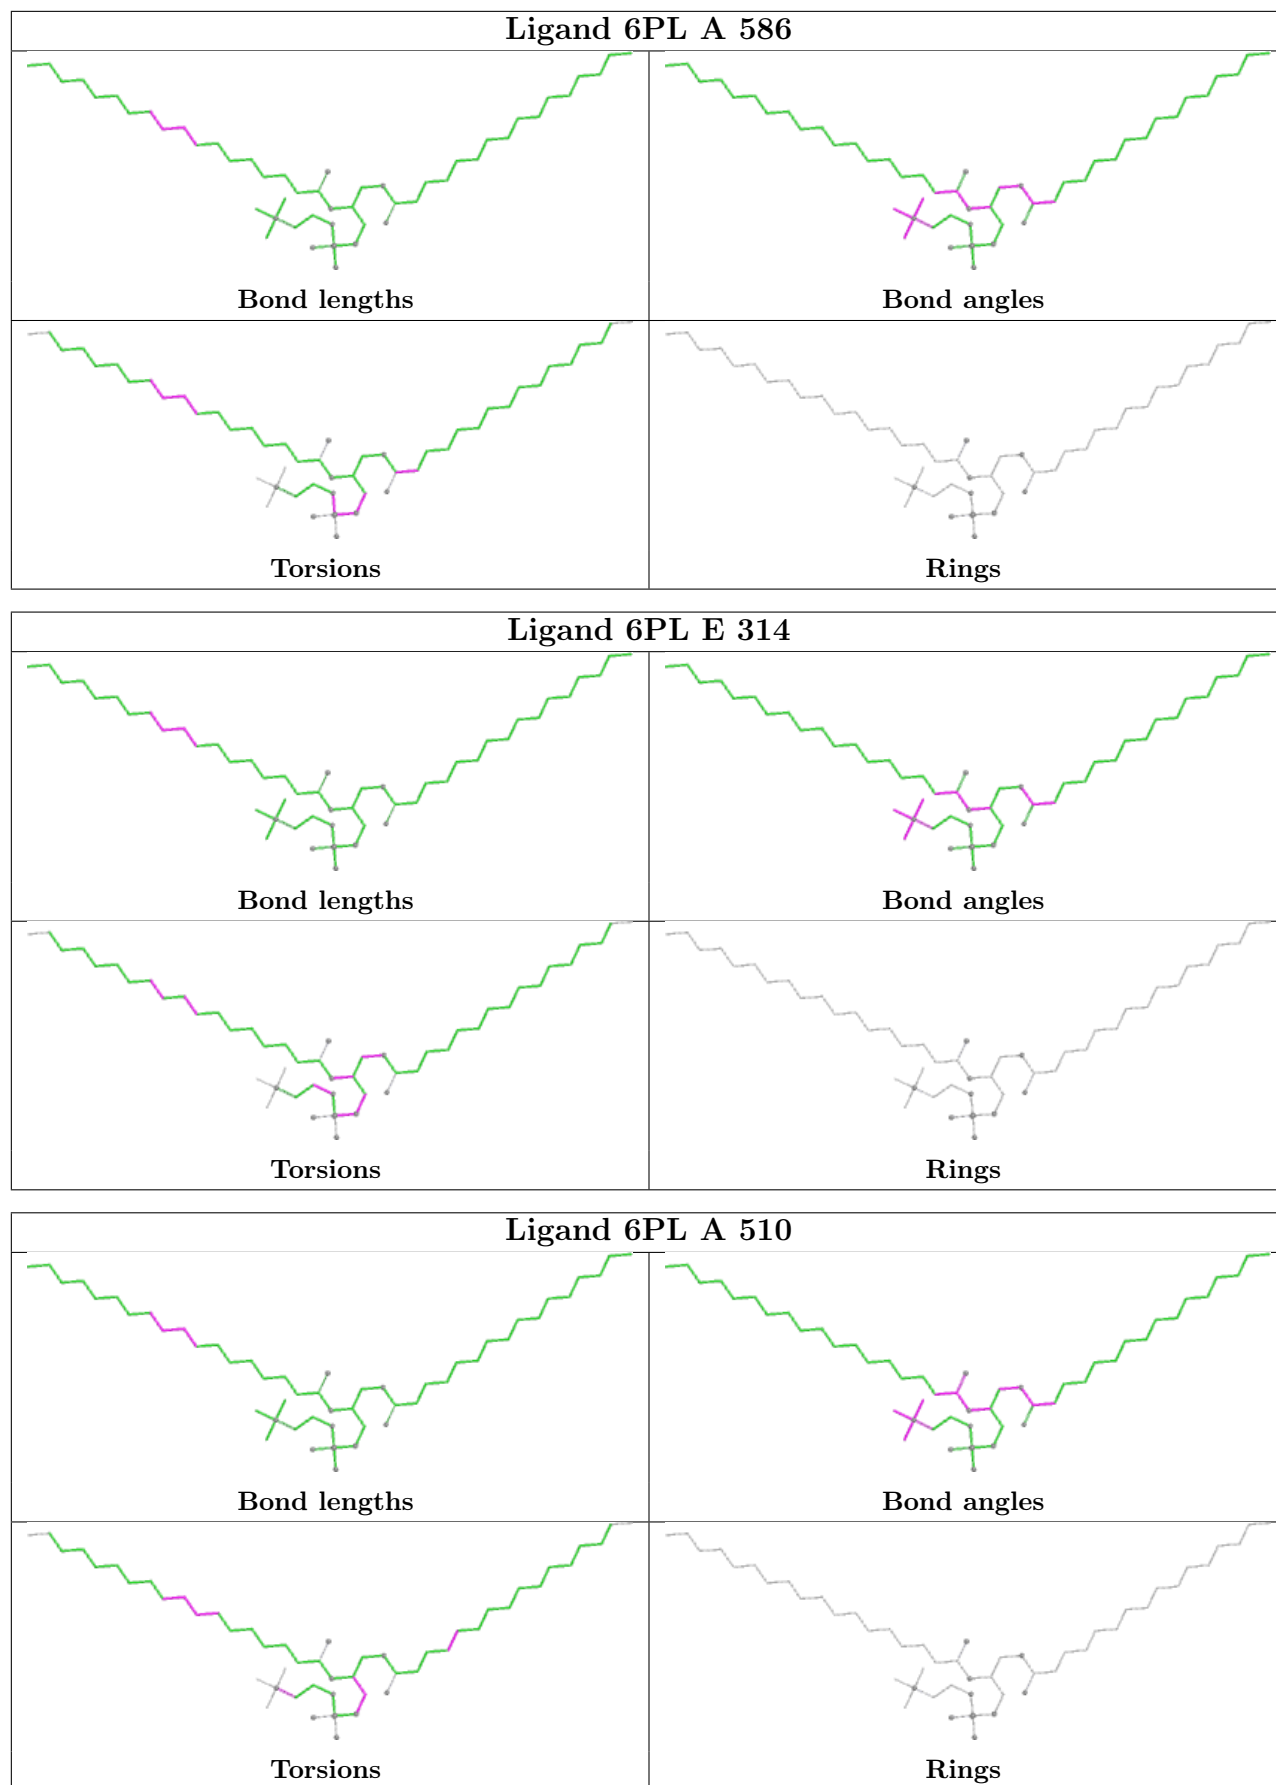 Ligand 6PL A 586
Bond lengths
Bond angles
Torsions
Rings
Ligand 6PL E 314
Bond lengths
Bond angles
Torsions
Rings
Ligand 6PL A 510
Bond lengths
Bond angles
Torsions
Rings